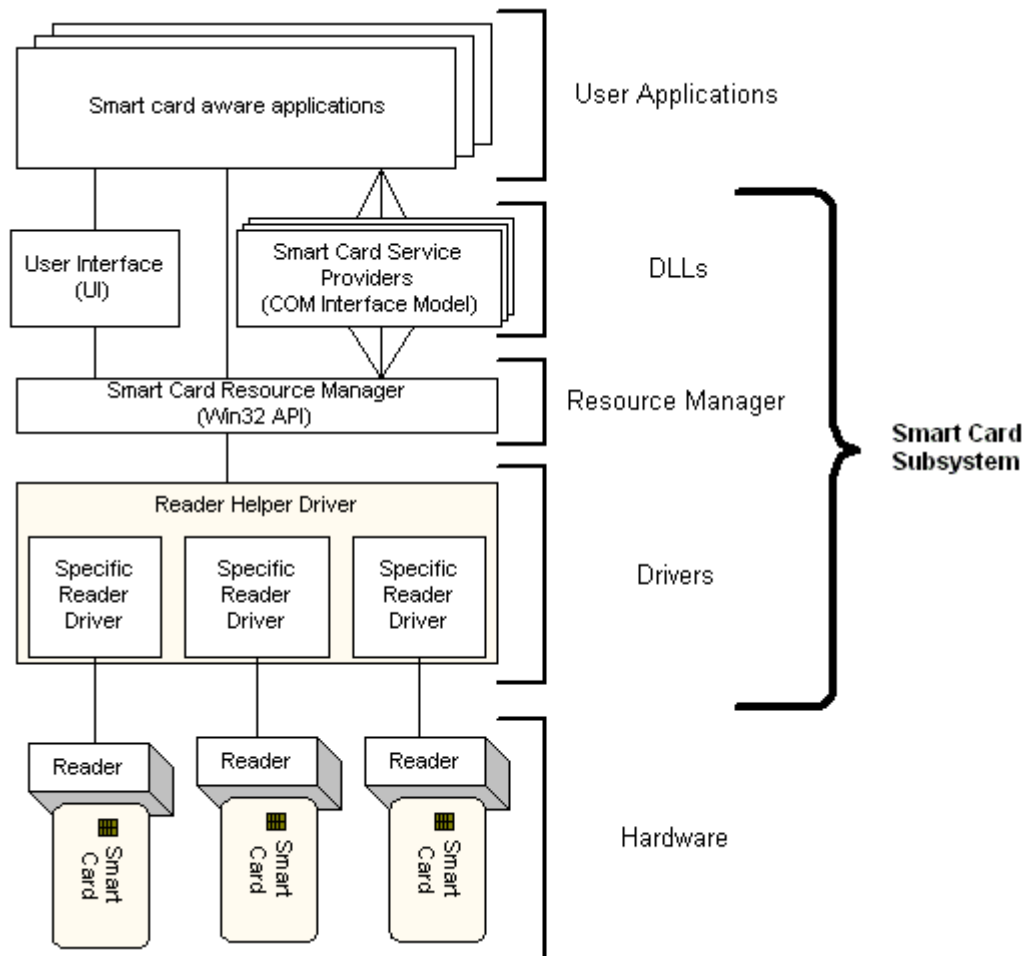 Smart card aware applications
User Applications
User Interface
(UI)
Smart Card Service
Providers
(COM Interface Model)
DLLs
Smart Card Resource Manager
(Win32 API)
Resource Manager
Smart Card
Subsystem
Reader Helper Driver
Specific
Reader
Driver
Specific
Reader
Driver
Specific
Reader
Driver
Drivers
Reader
Reader
Reader
Smart
Card
Smart
Card
Smart
Card
Hardware